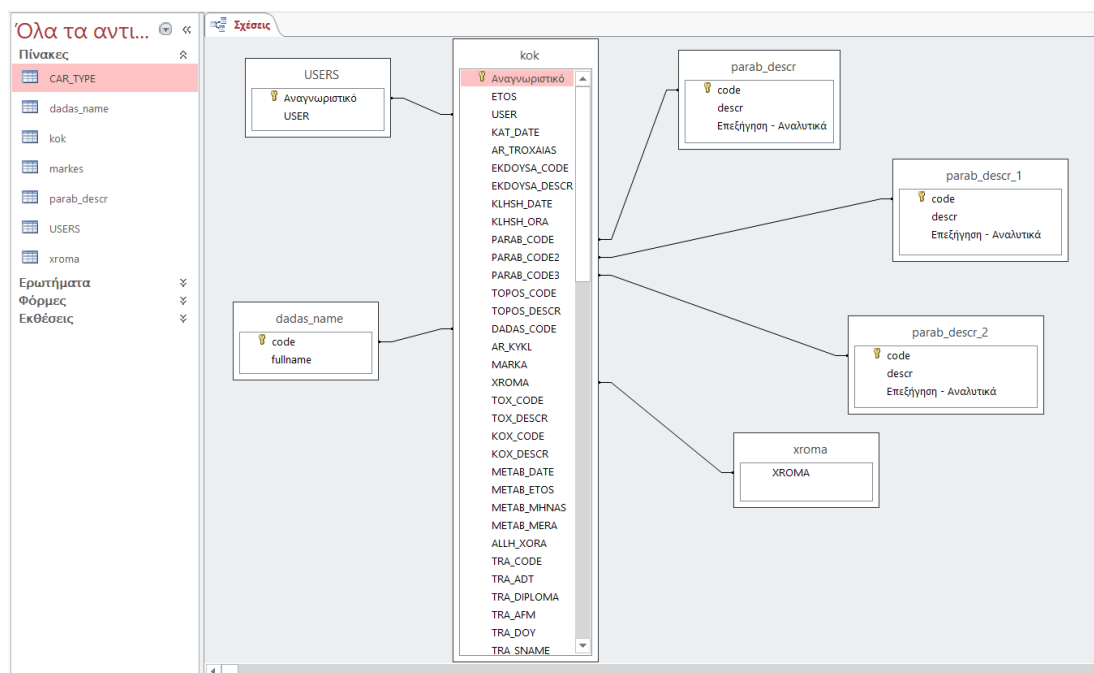 Όλα τα αντι...
Πίνακες
CAR_TYPE
dadas_name
kok
markes
parab_descr
USERS
xroma
Ερωτήματα
Φόρμες
Εκθέσεις
Σχέσεις
USERS
Αναγνωριστικό
USER
dadas_name
code
fullname
kok
Αναγνωριστικό
ETOS
USER
KAT_DATE
AR_TROXAIAS
EKDOYSA_CODE
EKDOYSA_DESCR
KLHSH_DATE
KLHSH_ORA
PARAB_CODE
PARAB_CODE2
PARAB_CODE3
TOPOS_CODE
TOPOS_DESCR
DADAS_CODE
AR_KYKL
MARKA
XROMA
TOX_CODE
TOX_DESCR
KOX_CODE
KOX_DESCR
METAB_DATE
METAB_ETOS
METAB_MHNAS
METAB_MERA
ALLH_XORA
TRA_CODE
TRA_ADT
TRA_DIPLOMA
TRA_AFM
TRA_DOY
TRA_SNAME
parab_descr
code
descr
Επεξήγηση - Αναλυτικά
parab_descr_1
code
descr
Επεξήγηση - Αναλυτικά
parab_descr_2
code
descr
Επεξήγηση - Αναλυτικά
xroma
XROMA